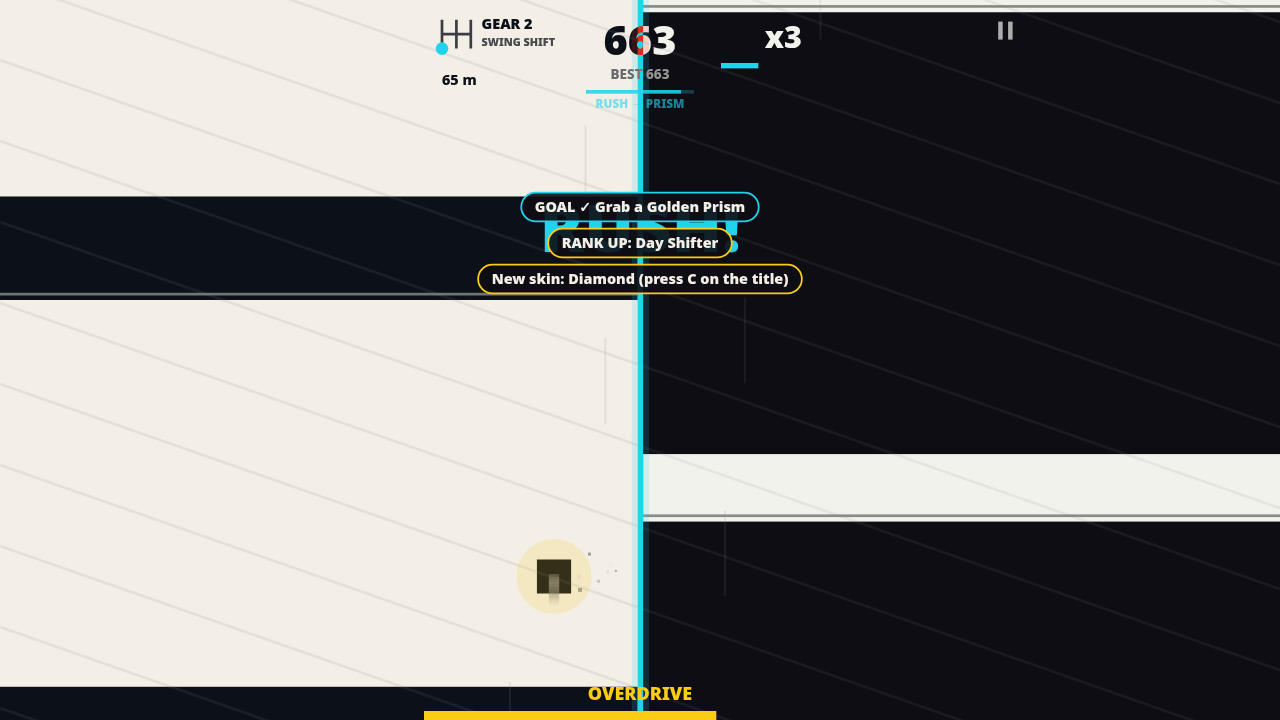 GEAR 2
SWING SHIFT
65 m
663
BEST 663
RUSH PRISM
x3
GOAL ✓ Grab a Golden Prism
RANK UP: Day Shifter
New skin: Diamond (press C on the title)
OVERDRIVE